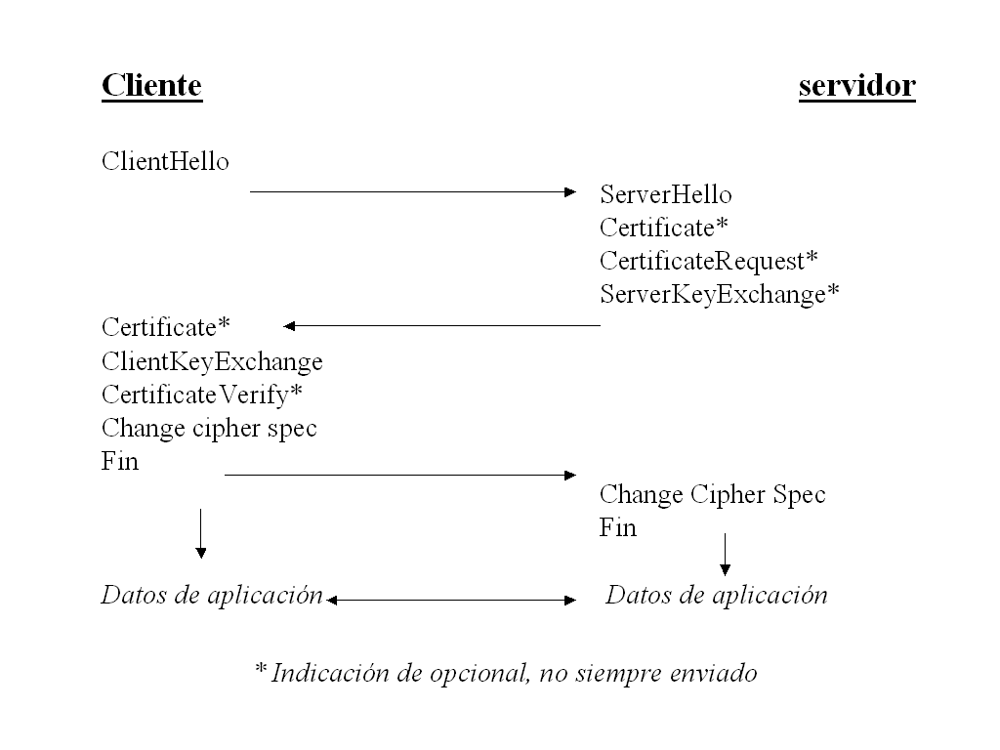 Cliente
servidor
ClientHello
ServerHello
Certificate*
CertificateRequest*
ServerKeyExchange*
Certificate*
ClientKeyExchange
CertificateVerify*
Change cipher spec
Fin
Change Cipher Spec
Fin
Datos de aplicación
Datos de aplicación
* Indicación de opcional, no siempre enviado